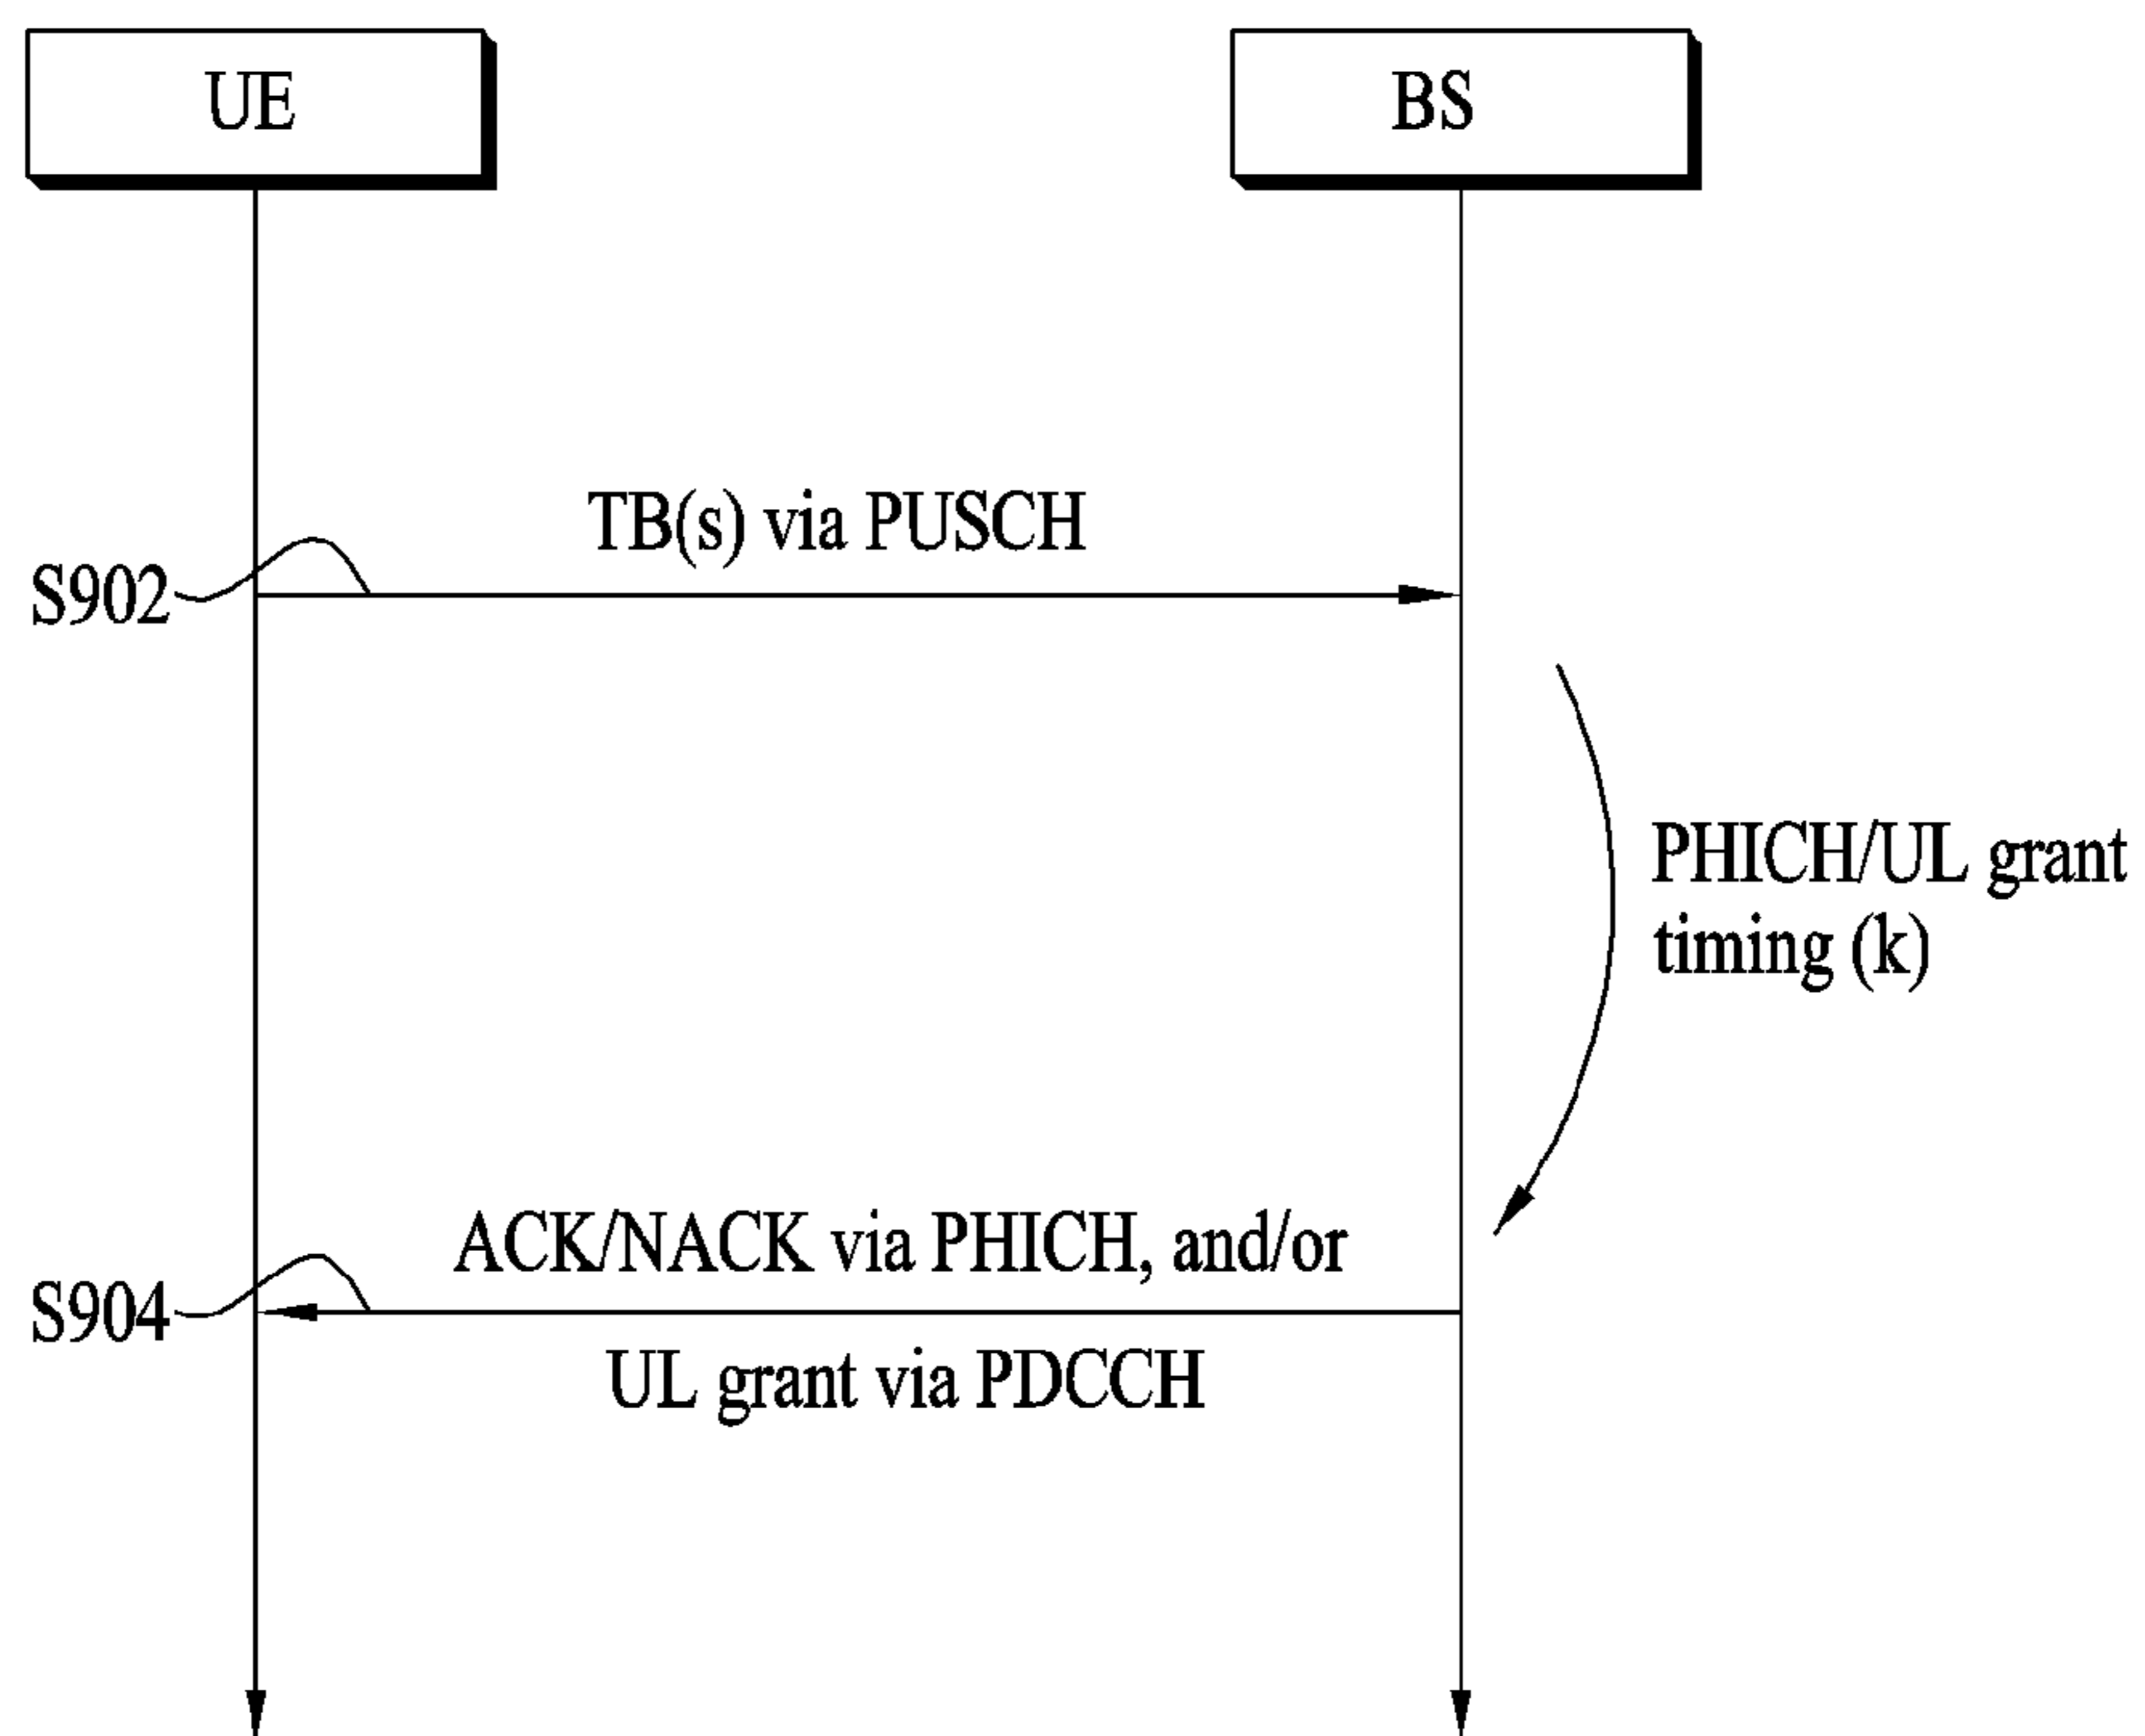 UE
BS
TB(s) via PUSCH
S902
PHICH/UL grant
timing (k)
ACK/NACK via PHICH, and/or
S904
UL grant via PDCCH